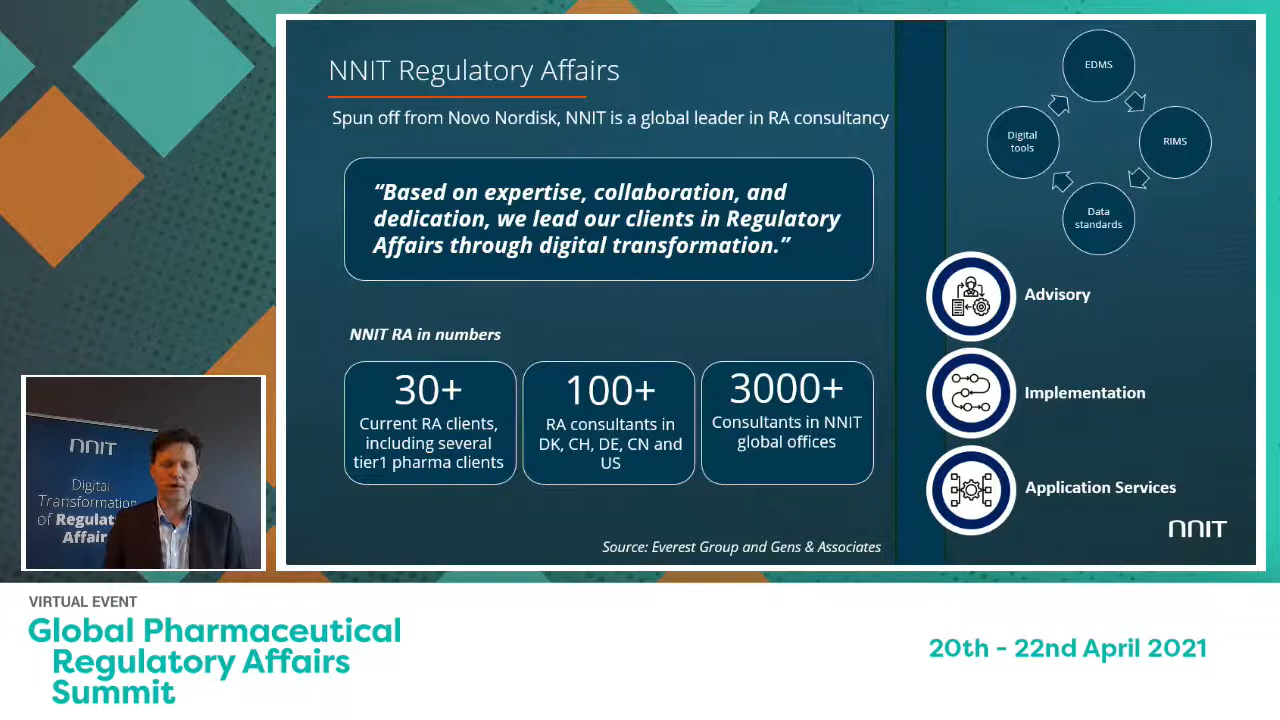 NNIT Regulatory Affairs
Spun off from Novo Nordisk, NNIT is a global leader in RA consultancy
“Based on expertise, collaboration, and
dedication, we lead our clients in Regulatory
Affairs through digital transformation.”
NNIT RA in numbers
30+
Current RA clients,
including several
tier1 pharma clients
100+
RA consultants in
DK, CH, DE, CN and
US
3000+
Consultants in NNIT
global offices
Source: Everest Group and Gens & Associates
EDMS
RIMS
Data
standards
Digital
tools
Advisory
Implementation
Application Services
NNIT
NNIT
Digital
Transformation
of Regulat
Affair
VIRTUAL EVENT
Global Pharmaceutical
Regulatory Affairs
Summit
20th - 22nd April 2021